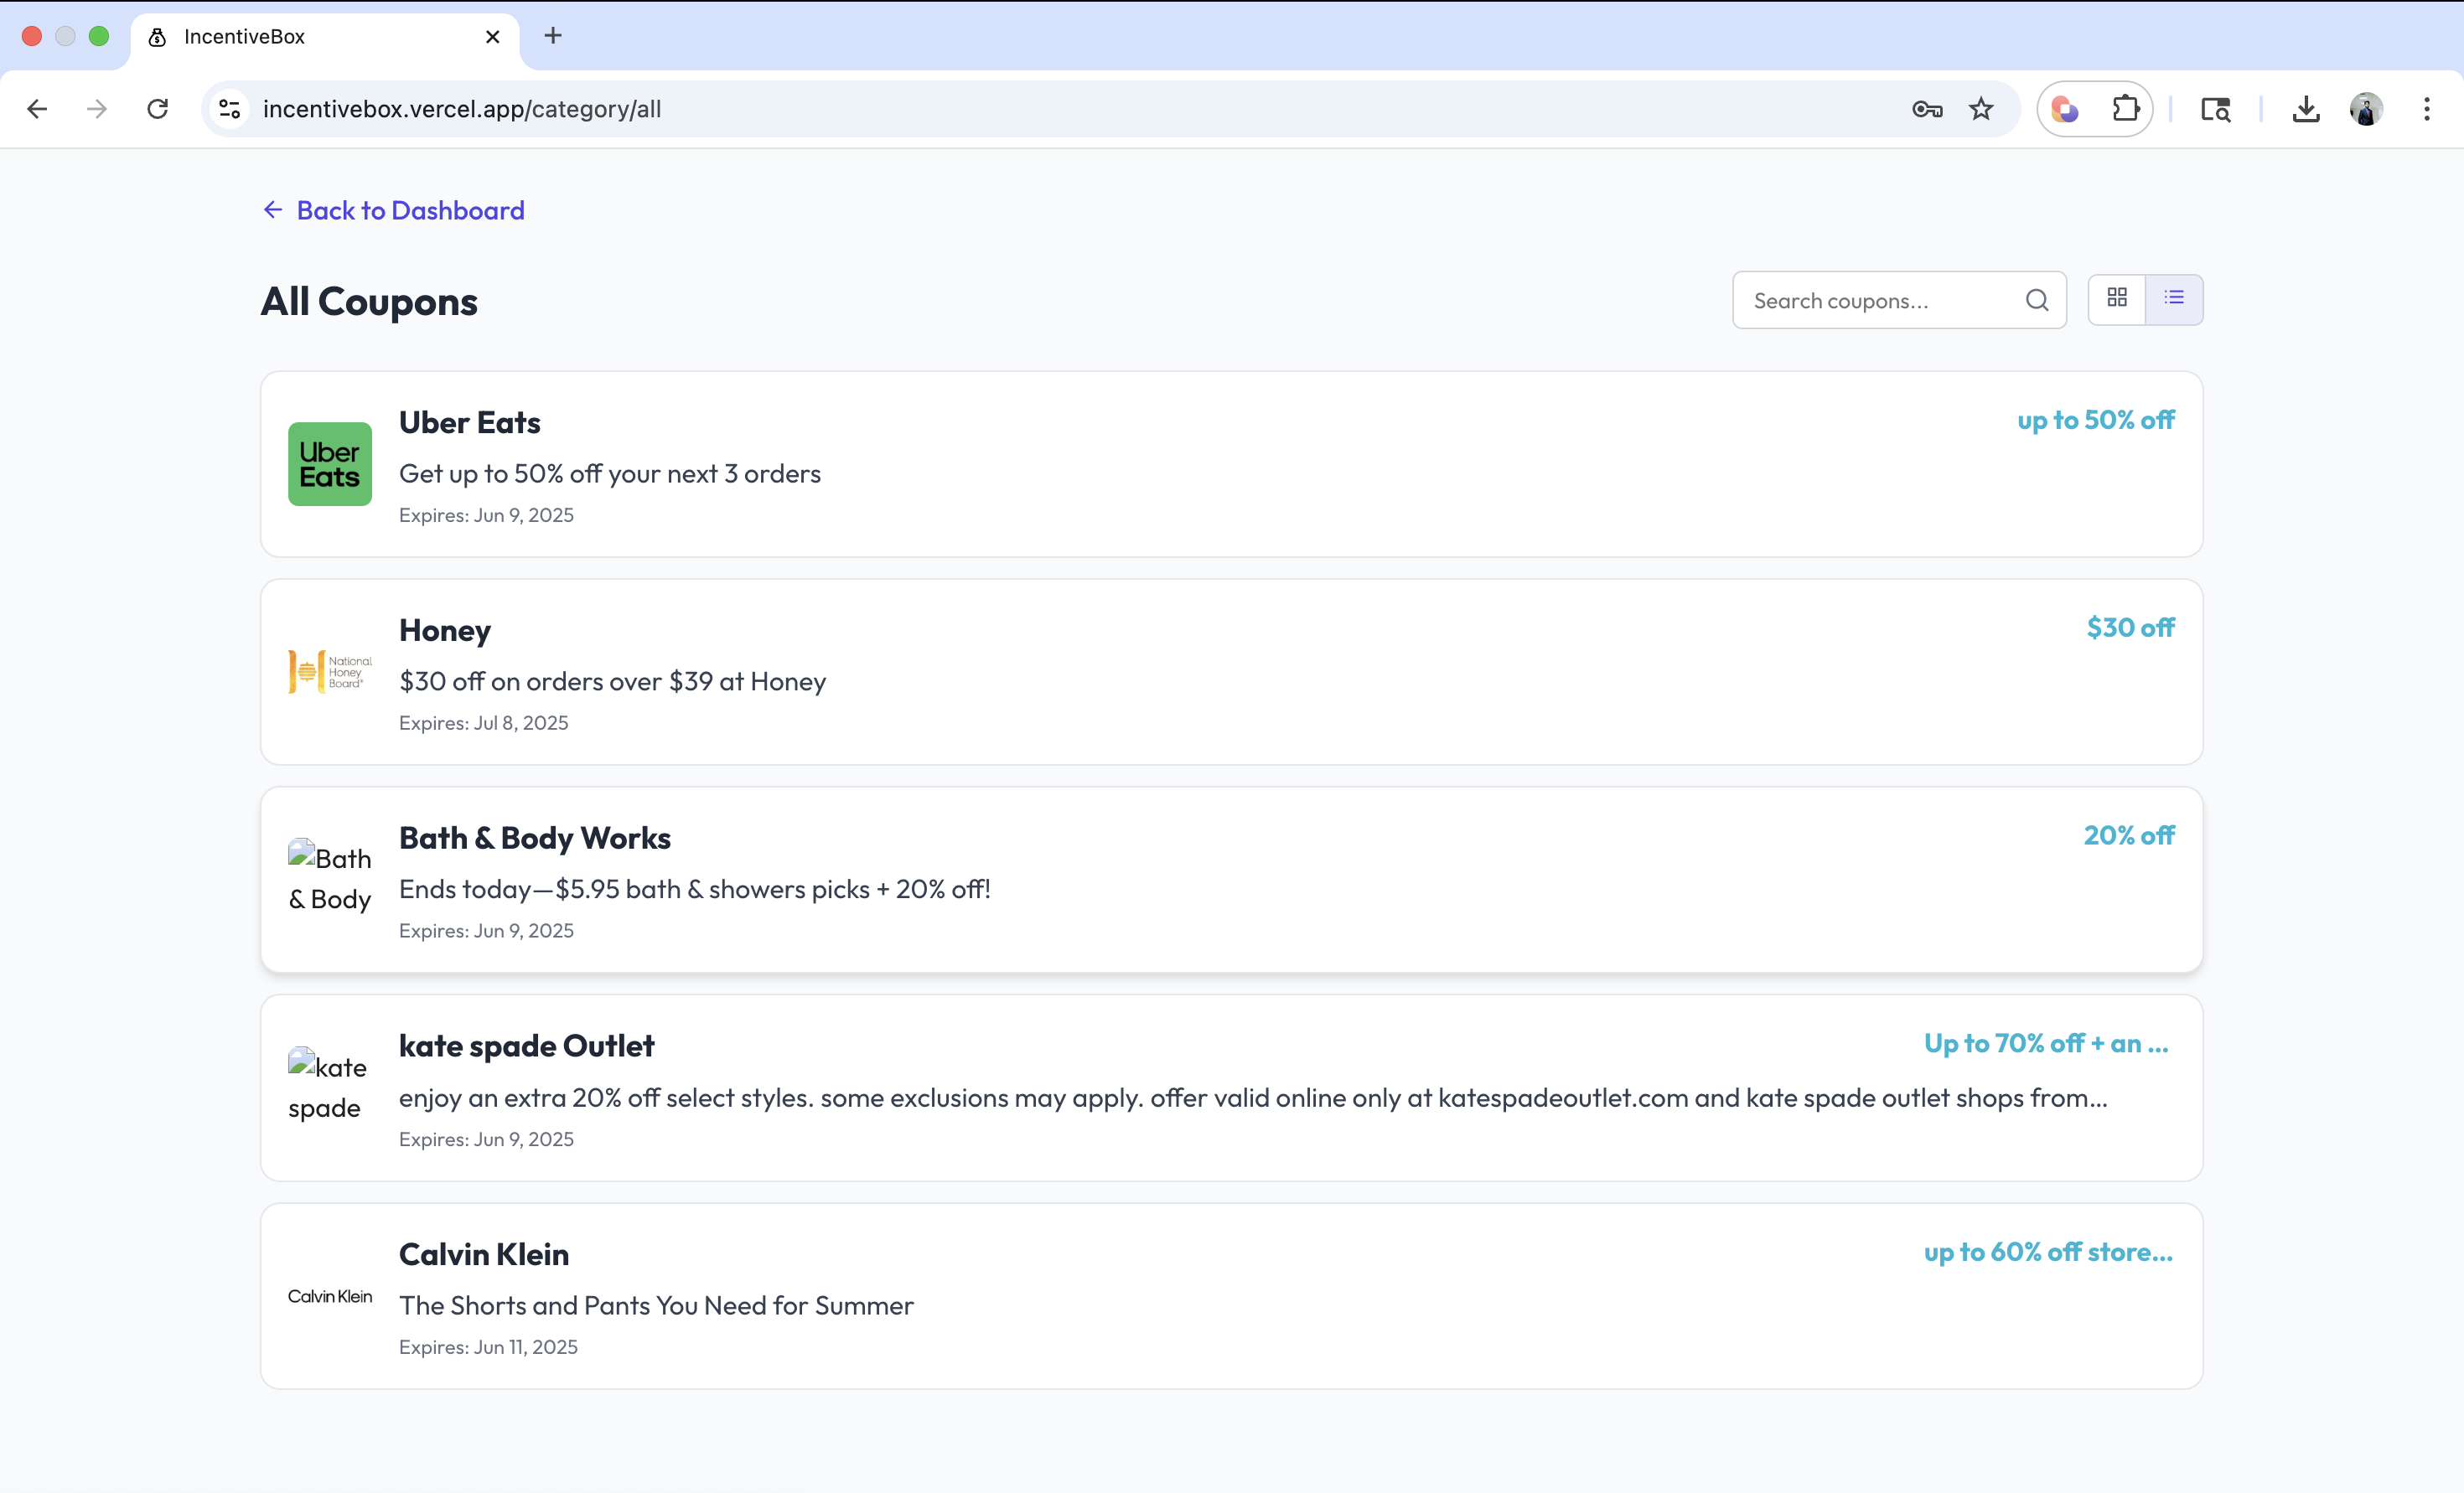 IncentiveBox
incentivebox.vercel.app/category/all
Back to Dashboard
All Coupons
Search coupons...
Uber
Eats
Uber Eats
up to 50% off
Get up to 50% off your next 3 orders
Expires: Jun 9, 2025
National
Honey
Board®
Honey
$30 off
$30 off on orders over $39 at Honey
Expires: Jul 8, 2025
Bath
& Body
Bath & Body Works
20% off
Ends today—$5.95 bath & showers picks + 20% off!
Expires: Jun 9, 2025
kate
spade
kate spade Outlet
Up to 70% off + an ...
enjoy an extra 20% off select styles. some exclusions may apply. offer valid online only at katespadeoutlet.com and kate spade outlet shops from...
Expires: Jun 9, 2025
Calvin Klein
Calvin Klein
up to 60% off store...
The Shorts and Pants You Need for Summer
Expires: Jun 11, 2025